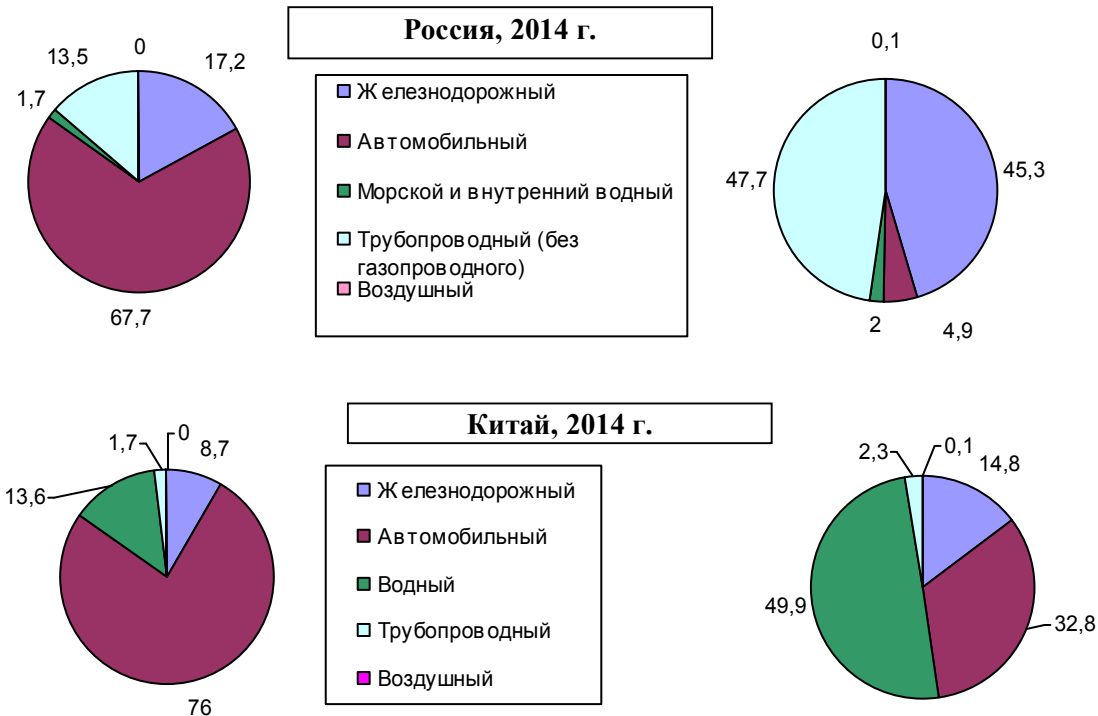 Россия, 2014 г.
0
13,5
17,2
1,7
67,7
Железнодорожный
Автомобильный
Морской и внутренний водный
Трубопроводный (без
газопроводного)
Воздушный
0,1
47,7
45,3
2
4,9
Китай, 2014 г.
0
1,7
8,7
13,6
76
Железнодорожный
Автомобильный
Водный
Трубопроводный
Воздушный
2,3
0,1
14,8
49,9
32,8